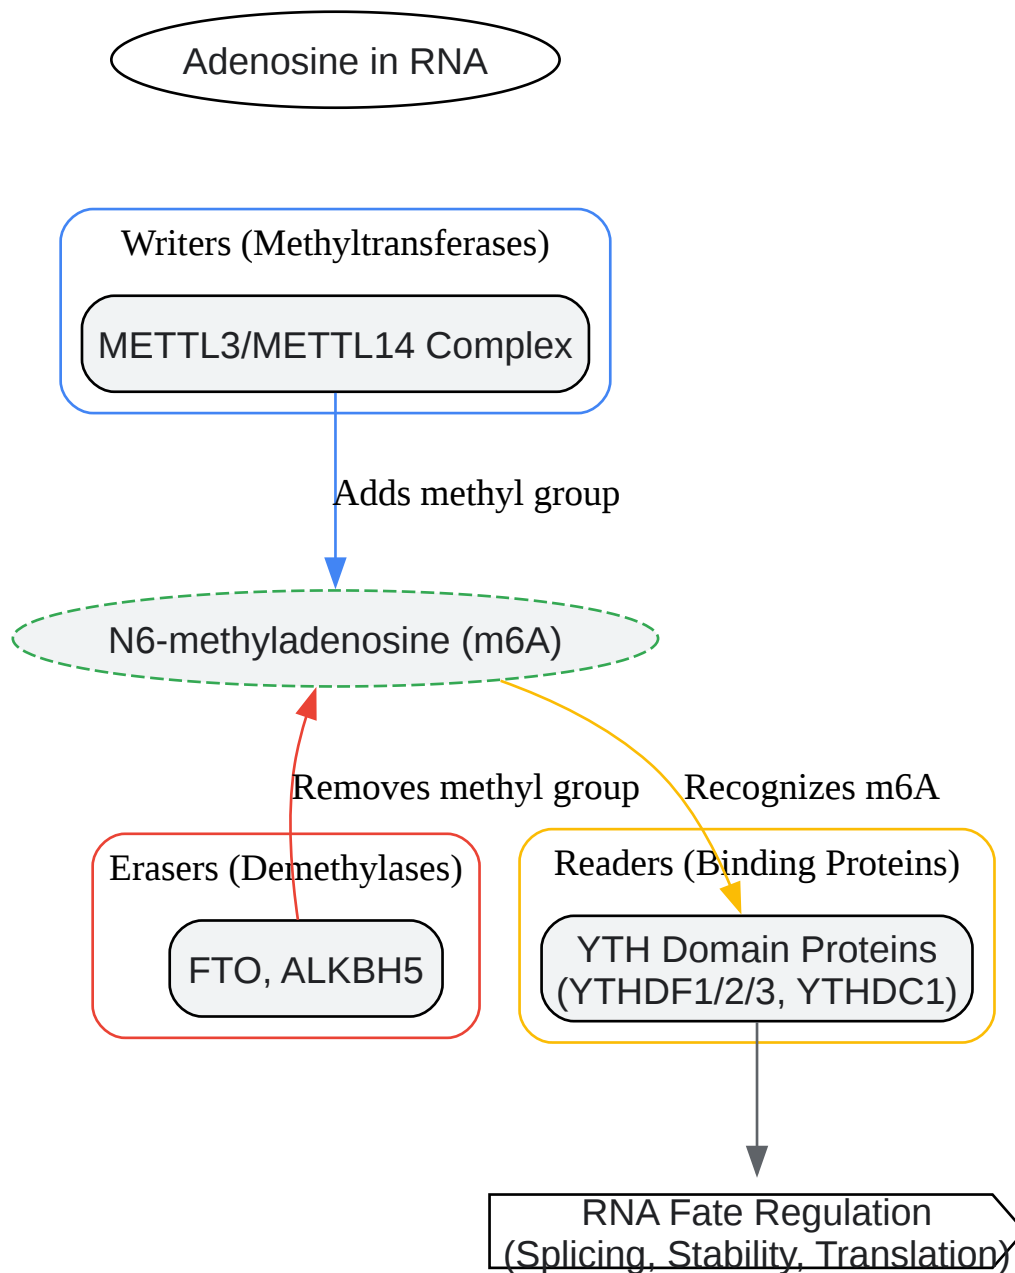 Adenosine in RNA
Writers (Methyltransferases)
METTL3/METTL14 Complex
Adds methyl group
N6-methyladenosine (m6A)
Removes methyl group
Recognizes m6A
Erasers (Demethylases)
FTO, ALKBH5
Readers (Binding Proteins)
YTH Domain Proteins
(YTHDF1/2/3, YTHDC1)
RNA Fate Regulation
(Splicing, Stability, Translation)